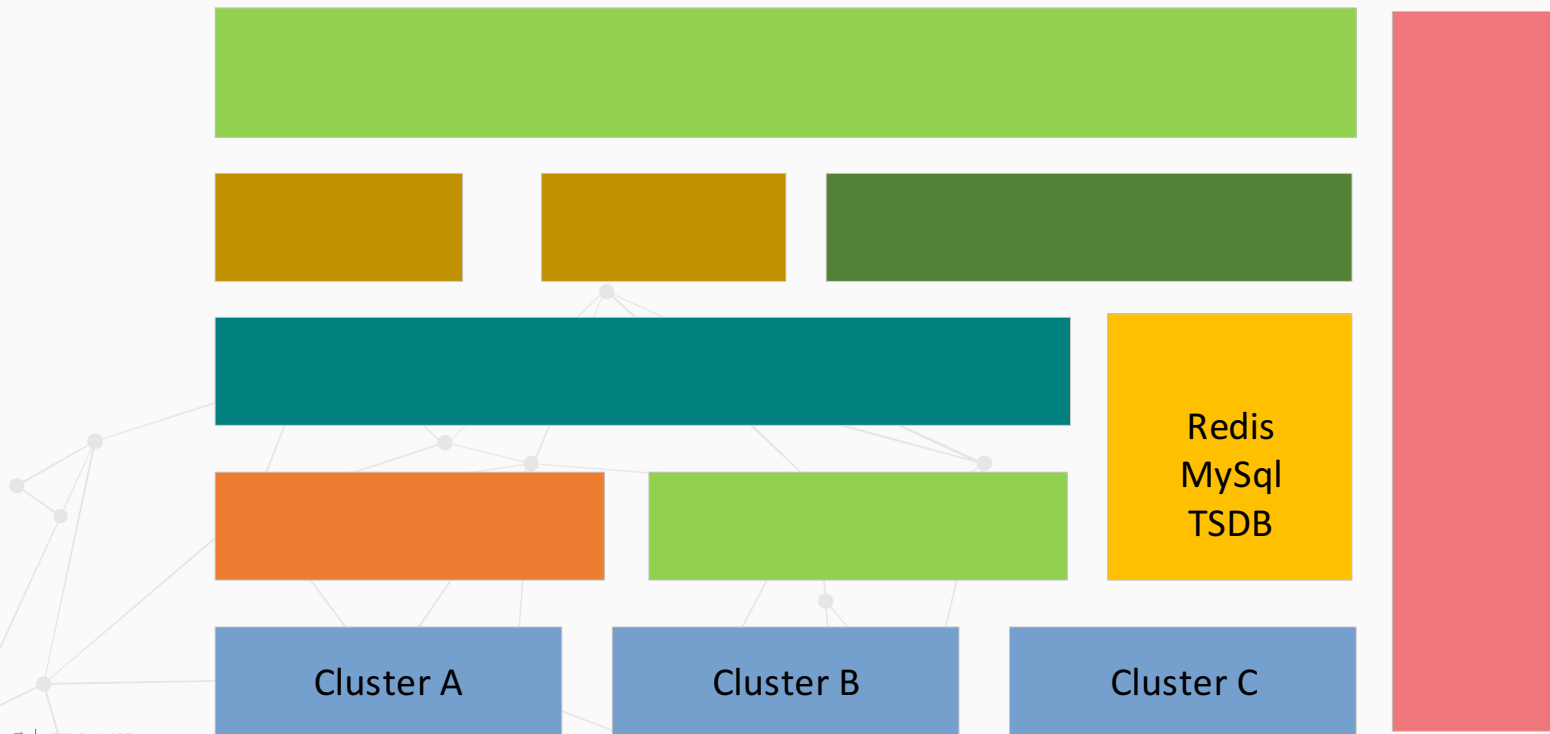 Redis
MySql
TSDB
Cluster A
Cluster B
Cluster C